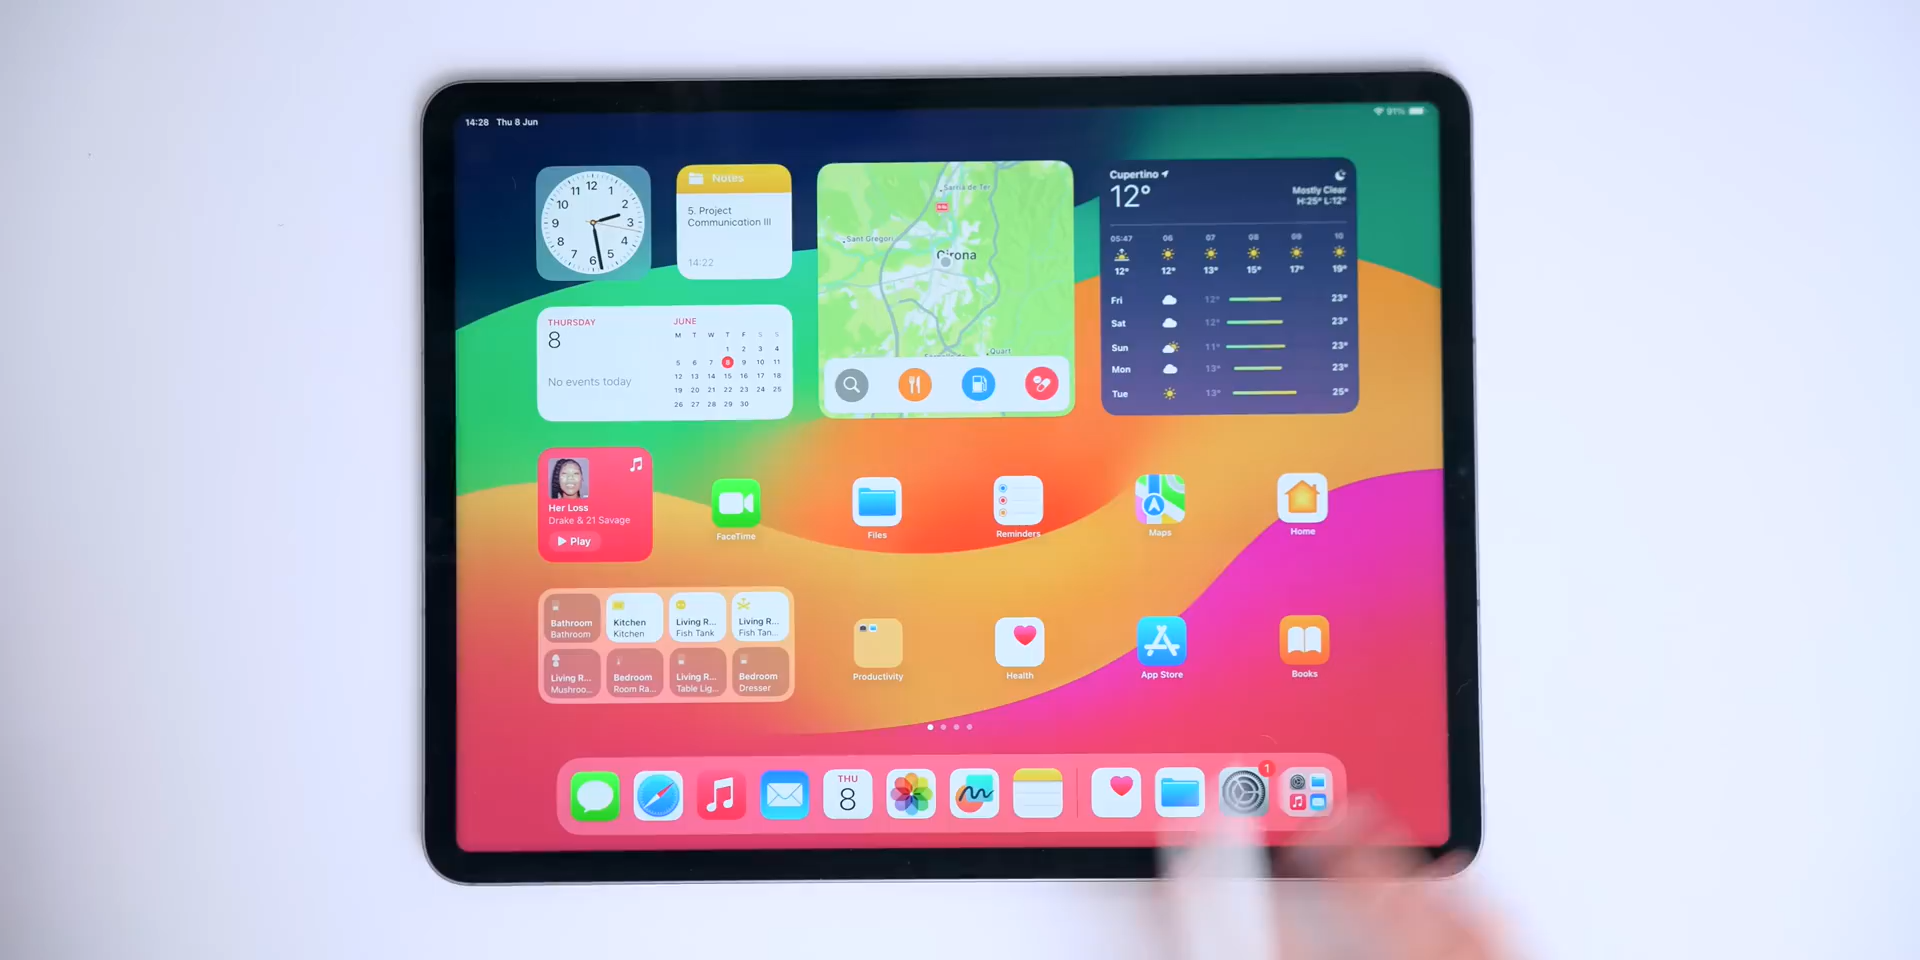 14:28 Thu 8 Jun
91%
12
1
2
3
4
5
6
7
8
9
10
11
Notes
5. Project
Communication III
14:22
Sarrià de Ter
Sant Gregori
Girona
Quart
Cupertino
12°
Mostly Clear
H:25° L:12°
05:47 06 07 08 09 10
12° 12° 13° 15° 17° 19°
Fri 12° 23°
Sat 12° 23°
Sun 11° 23°
Mon 13° 23°
Tue 13° 25°
THURSDAY
8
No events today
JUNE
M T W T F S S
1 2 3 4
5 6 7 8 9 10 11
12 13 14 15 16 17 18
19 20 21 22 23 24 25
26 27 28 29 30
Her Loss
Drake & 21 Savage
Play
FaceTime
Files
Reminders
Maps
Home
Bathroom
Bathroom
Kitchen
Kitchen
Living R...
Fish Tank
Living R...
Fish Tan...
Living R...
Mushroo...
Bedroom
Room Ra...
Living R...
Table Lig...
Bedroom
Dresser
Productivity
Health
App Store
Books
THU
8
1